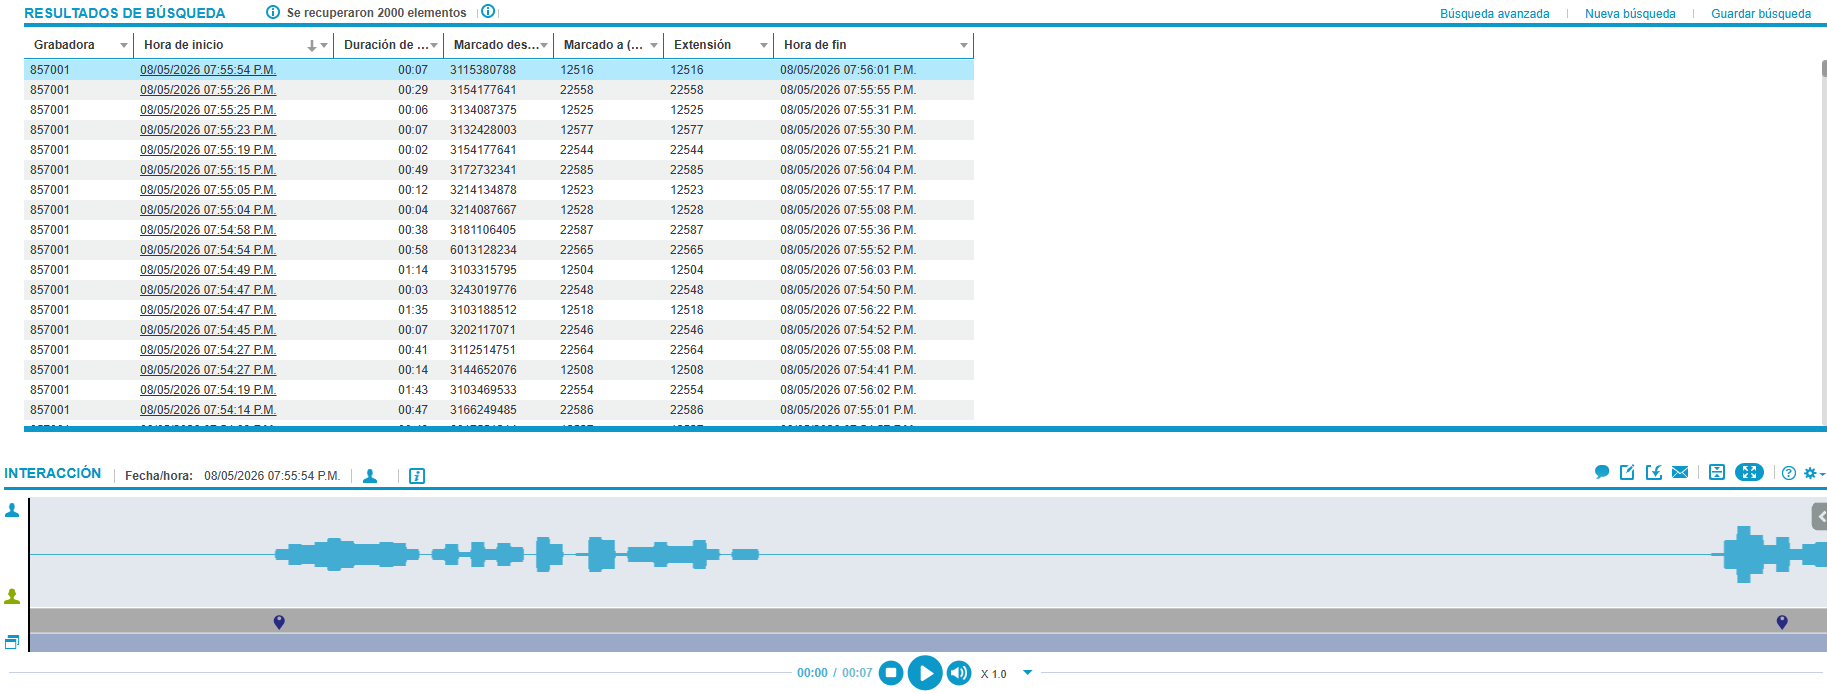 RESULTADOS DE BÚSQUEDA Se recuperaron 2000 elementos Búsqueda avanzada Nueva búsqueda Guardar búsqueda
Grabadora Hora de inicio Duración de ... Marcado des... Marcado a (... Extensión Hora de fin
857001 08/05/2026 07:55:54 P.M. 00:07 3115380788 12516 12516 08/05/2026 07:56:01 P.M.
857001 08/05/2026 07:55:26 P.M. 00:29 3154177641 22558 22558 08/05/2026 07:55:55 P.M.
857001 08/05/2026 07:55:25 P.M. 00:06 3134087375 12525 12525 08/05/2026 07:55:31 P.M.
857001 08/05/2026 07:55:23 P.M. 00:07 3132428003 12577 12577 08/05/2026 07:55:30 P.M.
857001 08/05/2026 07:55:19 P.M. 00:02 3154177641 22544 22544 08/05/2026 07:55:21 P.M.
857001 08/05/2026 07:55:15 P.M. 00:49 3172732341 22585 22585 08/05/2026 07:56:04 P.M.
857001 08/05/2026 07:55:05 P.M. 00:12 3214134878 12523 12523 08/05/2026 07:55:17 P.M.
857001 08/05/2026 07:55:04 P.M. 00:04 3214087667 12528 12528 08/05/2026 07:55:08 P.M.
857001 08/05/2026 07:54:58 P.M. 00:38 3181106405 22587 22587 08/05/2026 07:55:36 P.M.
857001 08/05/2026 07:54:54 P.M. 00:58 6013128234 22565 22565 08/05/2026 07:55:52 P.M.
857001 08/05/2026 07:54:49 P.M. 01:14 3103315795 12504 12504 08/05/2026 07:56:03 P.M.
857001 08/05/2026 07:54:47 P.M. 00:03 3243019776 22548 22548 08/05/2026 07:54:50 P.M.
857001 08/05/2026 07:54:47 P.M. 01:35 3103188512 12518 12518 08/05/2026 07:56:22 P.M.
857001 08/05/2026 07:54:45 P.M. 00:07 3202117071 22546 22546 08/05/2026 07:54:52 P.M.
857001 08/05/2026 07:54:27 P.M. 00:41 3112514751 22564 22564 08/05/2026 07:55:08 P.M.
857001 08/05/2026 07:54:27 P.M. 00:14 3144652076 12508 12508 08/05/2026 07:54:41 P.M.
857001 08/05/2026 07:54:19 P.M. 01:43 3103469533 22554 22554 08/05/2026 07:56:02 P.M.
857001 08/05/2026 07:54:14 P.M. 00:47 3166249485 22586 22586 08/05/2026 07:55:01 P.M.
INTERACCIÓN Fecha/hora: 08/05/2026 07:55:54 P.M.
00:00 / 00:07 X 1.0